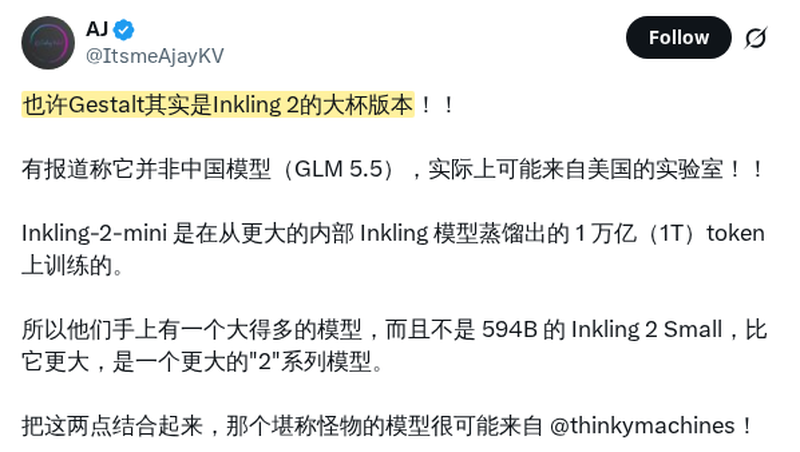 AJ
@ItsmeAjayKV
Follow
也许Gestalt其实是Inkling 2的大杯版本！！
有报道称它并非中国模型（GLM 5.5），实际上可能来自美国的实验室！！
Inkling-2-mini 是在从更大的内部 Inkling 模型蒸馏出的 1 万亿（1T）token
上训练的。
所以他们手上有一个大得多的模型，而且不是 594B 的 Inkling 2 Small，比
它更大，是一个更大的"2"系列模型。
把这两点结合起来，那个堪称怪物的模型很可能来自 @thinkymachines！